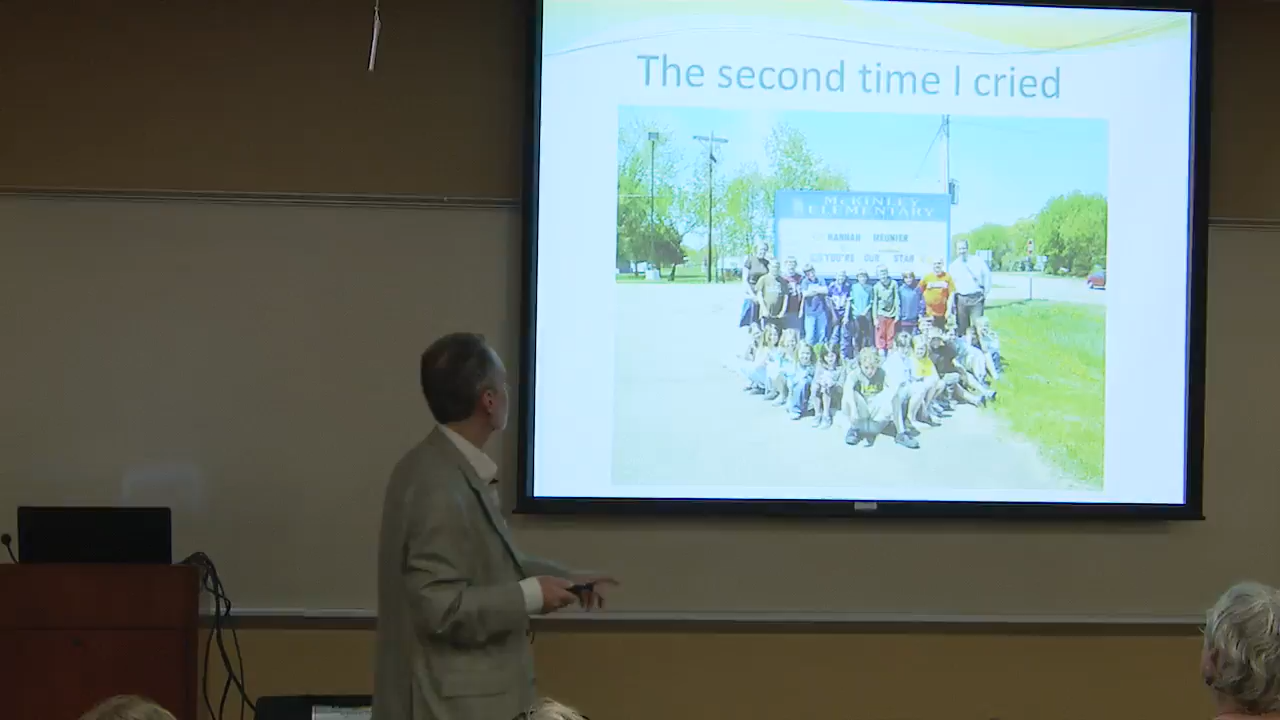 The second time I cried
McKINLEY
ELEMENTARY
HANNAH MEUNIER
YOU'RE OUR STAR